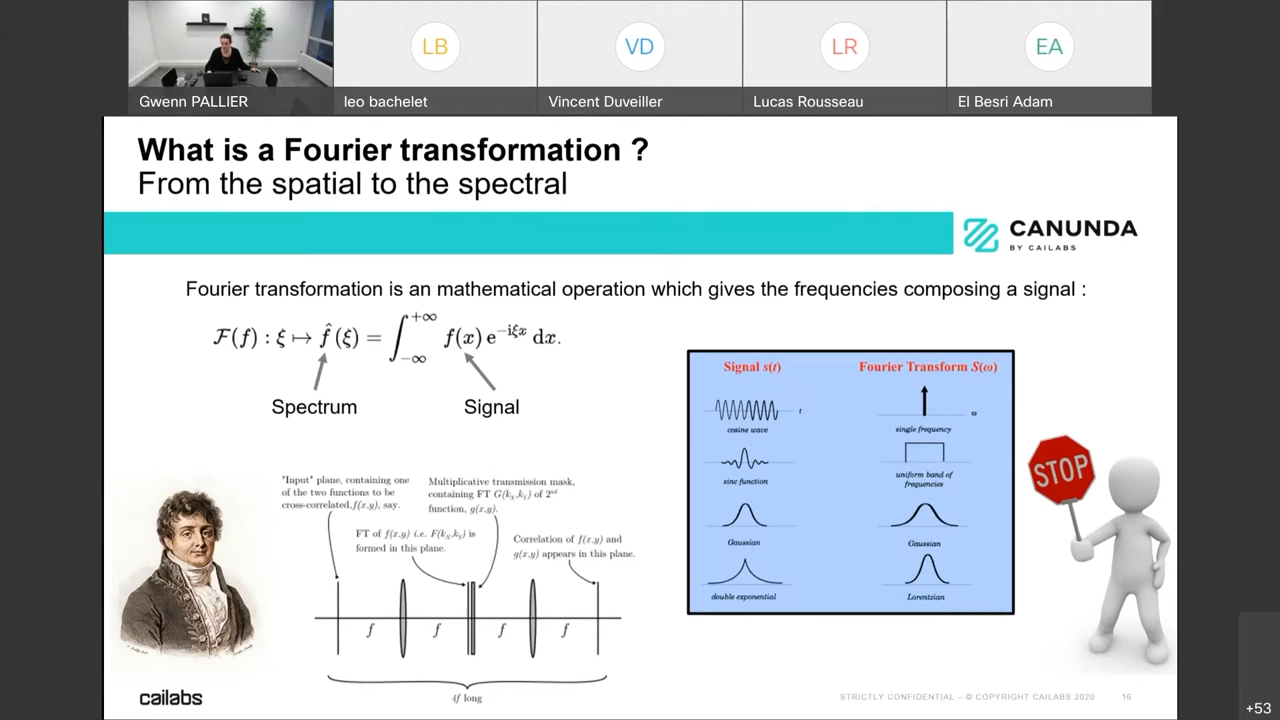 LB
VD
LR
EA
Gwenn PALLIER
leo bachelet
Vincent Duveiller
Lucas Rousseau
El Besri Adam
What is a Fourier transformation ?
From the spatial to the spectral
CANUNDA
BY CAILABS
Fourier transformation is an mathematical operation which gives the frequencies composing a signal :
F(f) : ξ ↦ f̂(ξ) = ∫_{-∞}^{+∞} f(x) e^{-iξx} dx.
Spectrum
Signal
Signal s(t)
Fourier Transform S(ω)
t
ω
cosine wave
single frequency
sinc function
uniform band of
frequencies
Gaussian
Gaussian
double exponential
Lorentzian
STOP
"Input" plane, containing one
of the two functions to be
cross-correlated,f(x,y), say.
Multiplicative transmission mask,
containing FT G(kx,ky) of 2nd
function, g(x,y).
FT of f(x,y) i.e. F(kx,ky) is
formed in this plane.
Correlation of f(x,y) and
g(x,y) appears in this plane.
f
f
f
f
4f long
cailabs
STRICTLY CONFIDENTIAL – © COPYRIGHT CAILABS 2020
16
+53